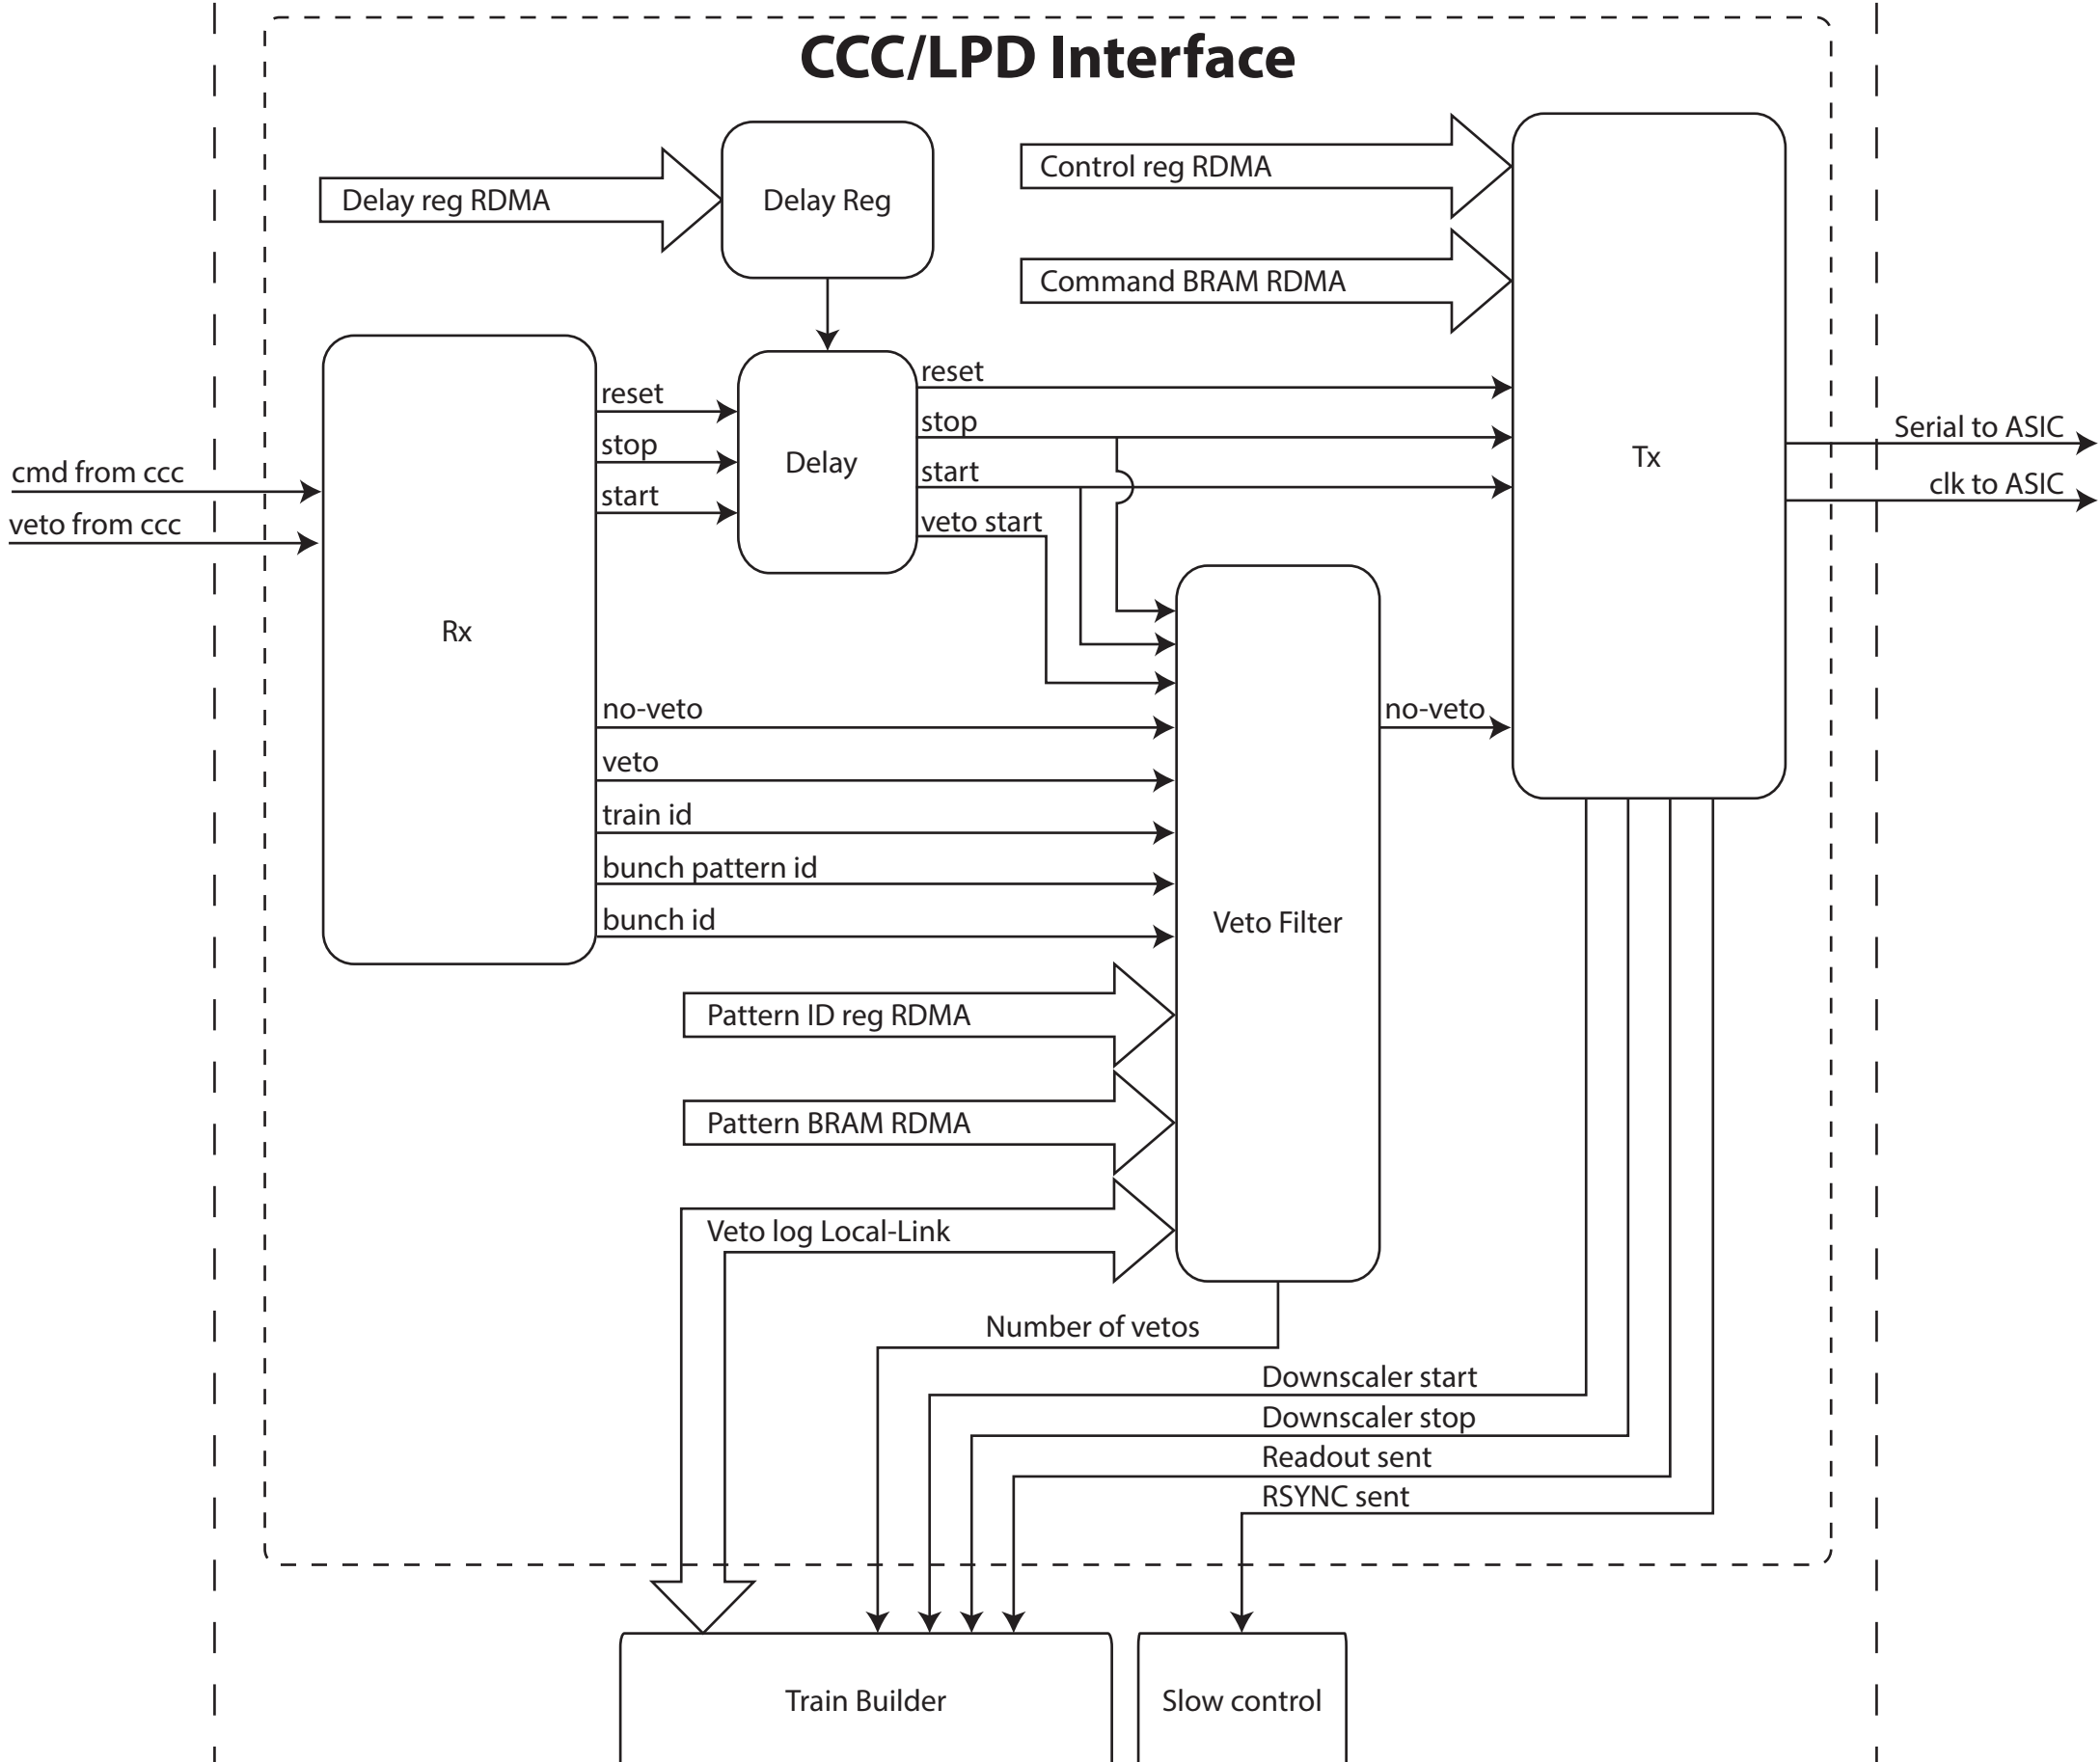 CCC/LPD Interface
Delay reg RDMA
Delay Reg
Control reg RDMA
Command BRAM RDMA
reset
stop
start
Delay
reset
stop
start
veto start
Tx
Serial to ASIC
clk to ASIC
cmd from ccc
veto from ccc
Rx
no-veto
veto
train id
bunch pattern id
bunch id
no-veto
Veto Filter
Pattern ID reg RDMA
Pattern BRAM RDMA
Veto log Local-Link
Number of vetos
Downscaler start
Downscaler stop
Readout sent
RSYNC sent
Train Builder
Slow control